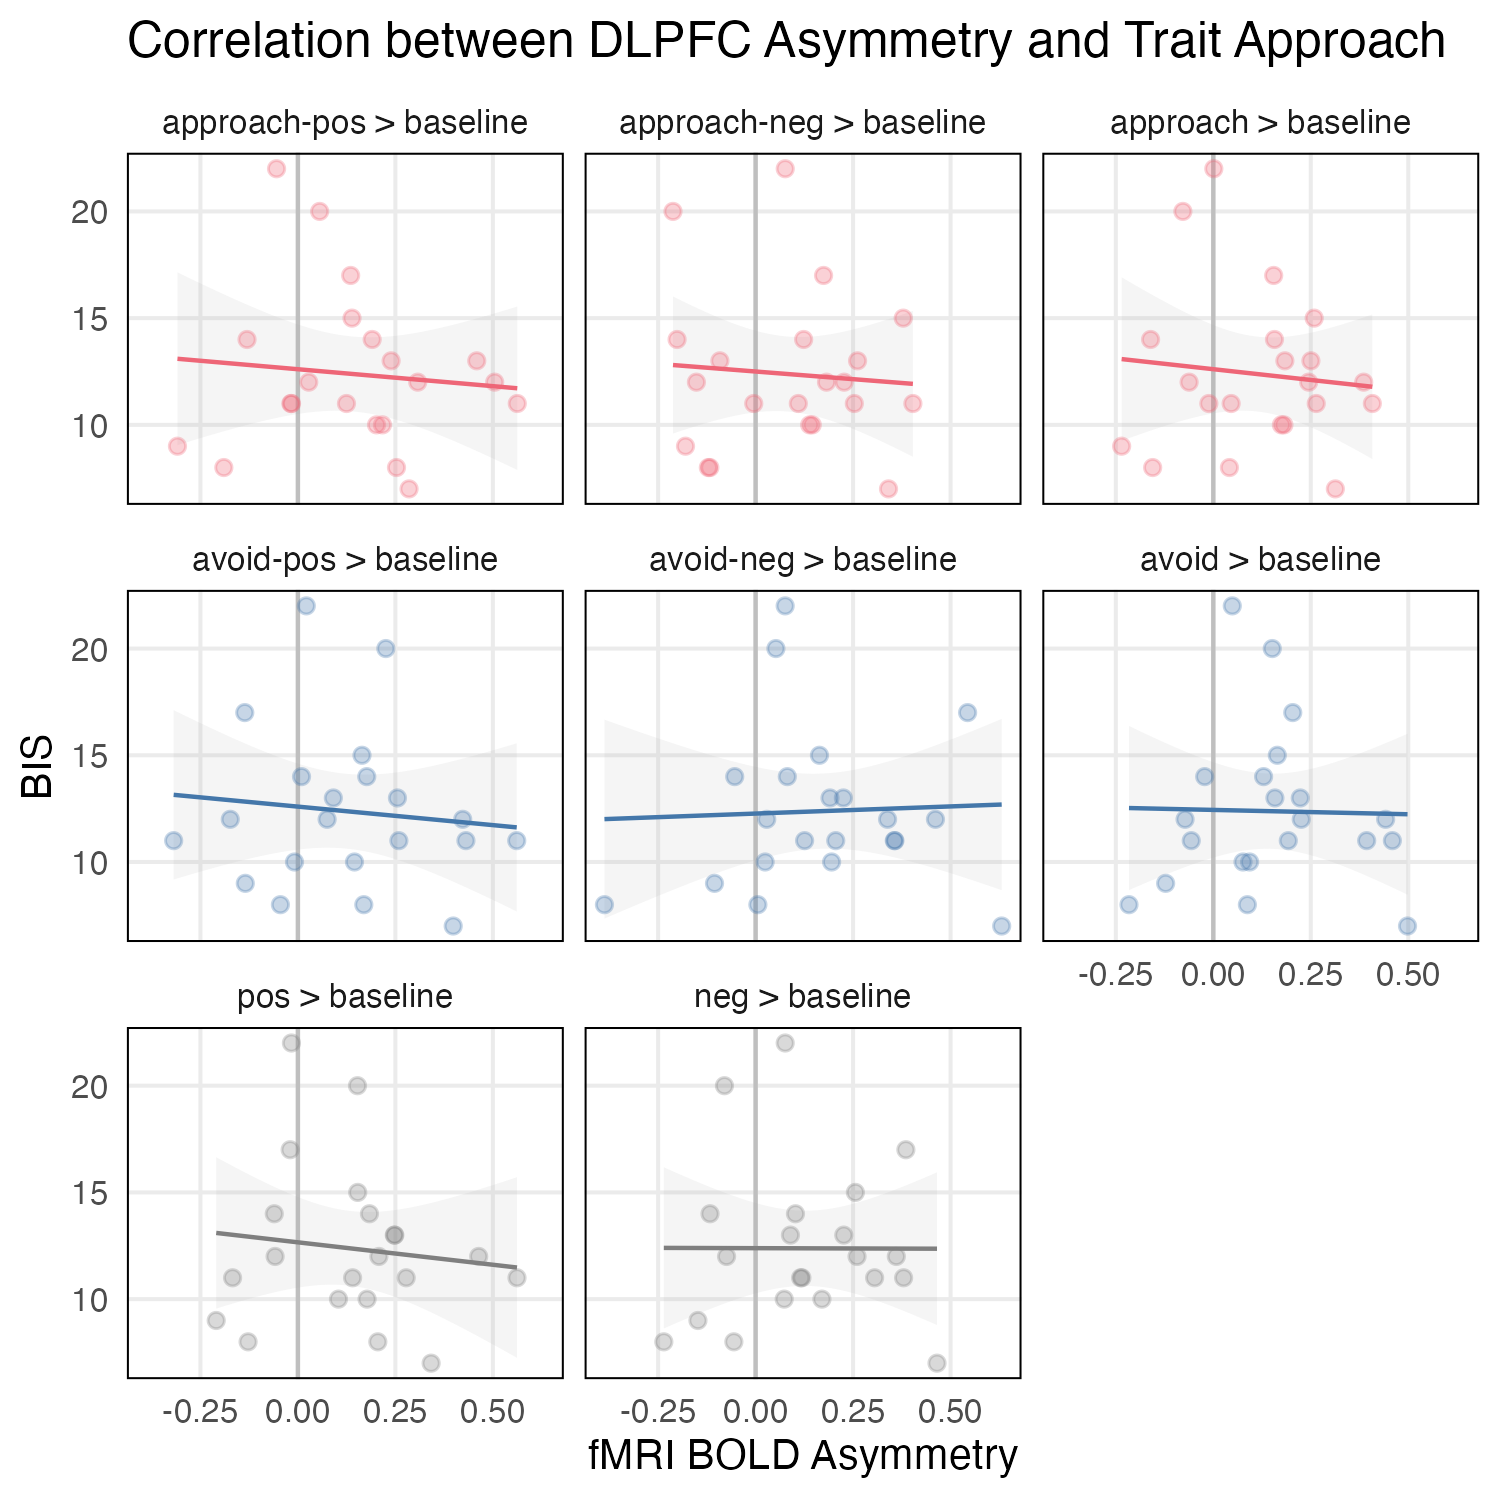 Correlation between DLPFC Asymmetry and Trait Approach
approach-pos > baseline
approach-neg > baseline
approach > baseline
20
15
10
avoid-pos > baseline
avoid-neg > baseline
avoid > baseline
20
15
10
BIS
-0.25 0.00 0.25 0.50
pos > baseline
neg > baseline
20
15
10
-0.25 0.00 0.25 0.50
-0.25 0.00 0.25 0.50
fMRI BOLD Asymmetry